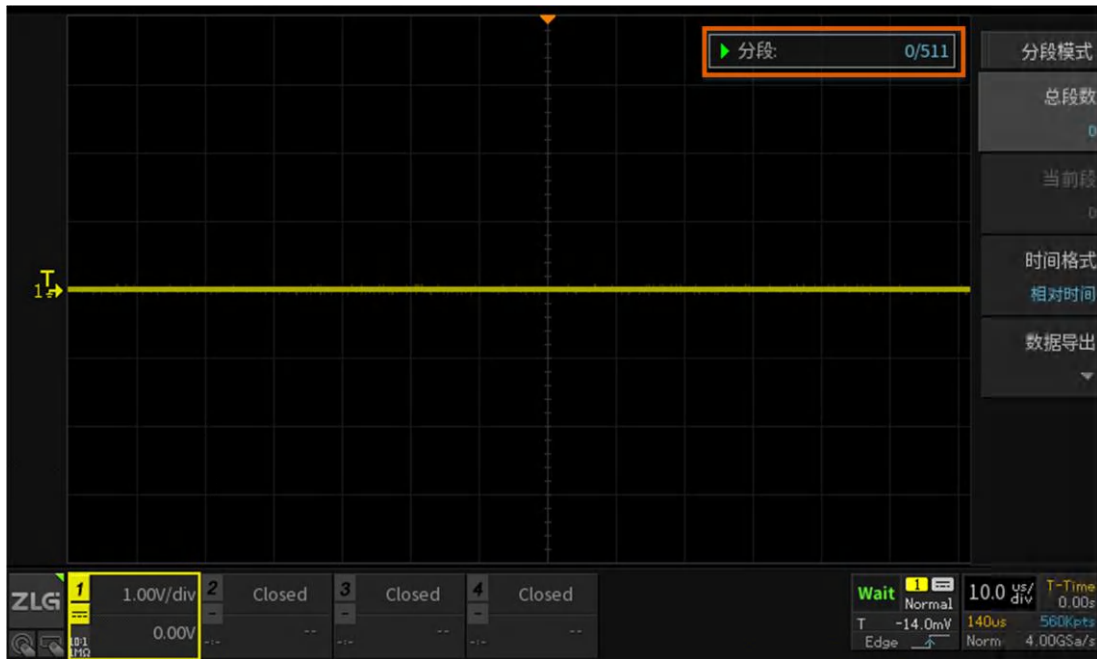 分段: 0/511
分段模式
总段数
0
当前段
0
时间格式
相对时间
数据导出
T
1
ZLG
1 1.00V/div
0.00V
10:1
1MΩ
2 Closed
--
-:-
3 Closed
--
-:-
4 Closed
--
-:-
Wait 1 Normal
T -14.0mV
Edge
10.0 us/div T-Time
0.00s
140us 560Kpts
Norm 4.00GSa/s